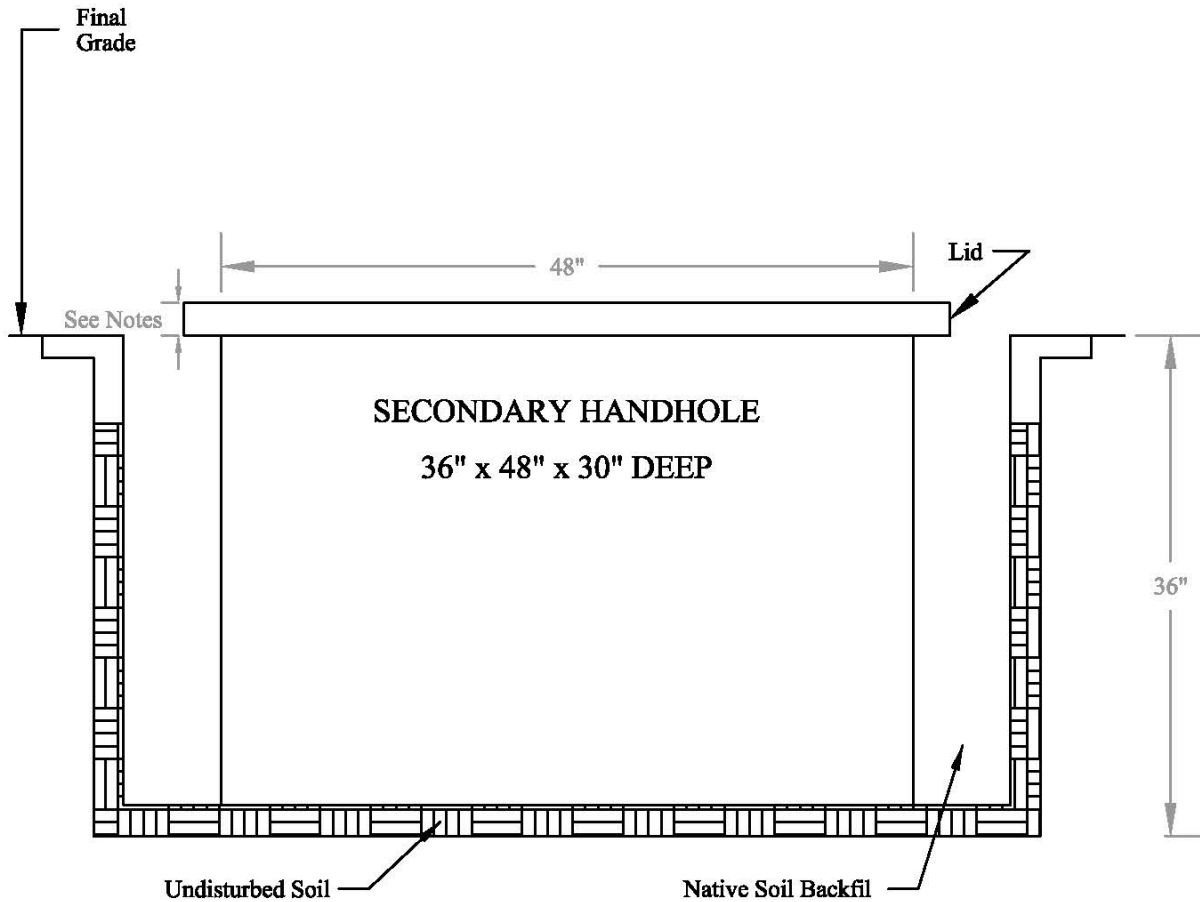 Final
Grade
48"
Lid
See Notes
SECONDARY HANDHOLE
36" x 48" x 30" DEEP
36"
Undisturbed Soil
Native Soil Backfil